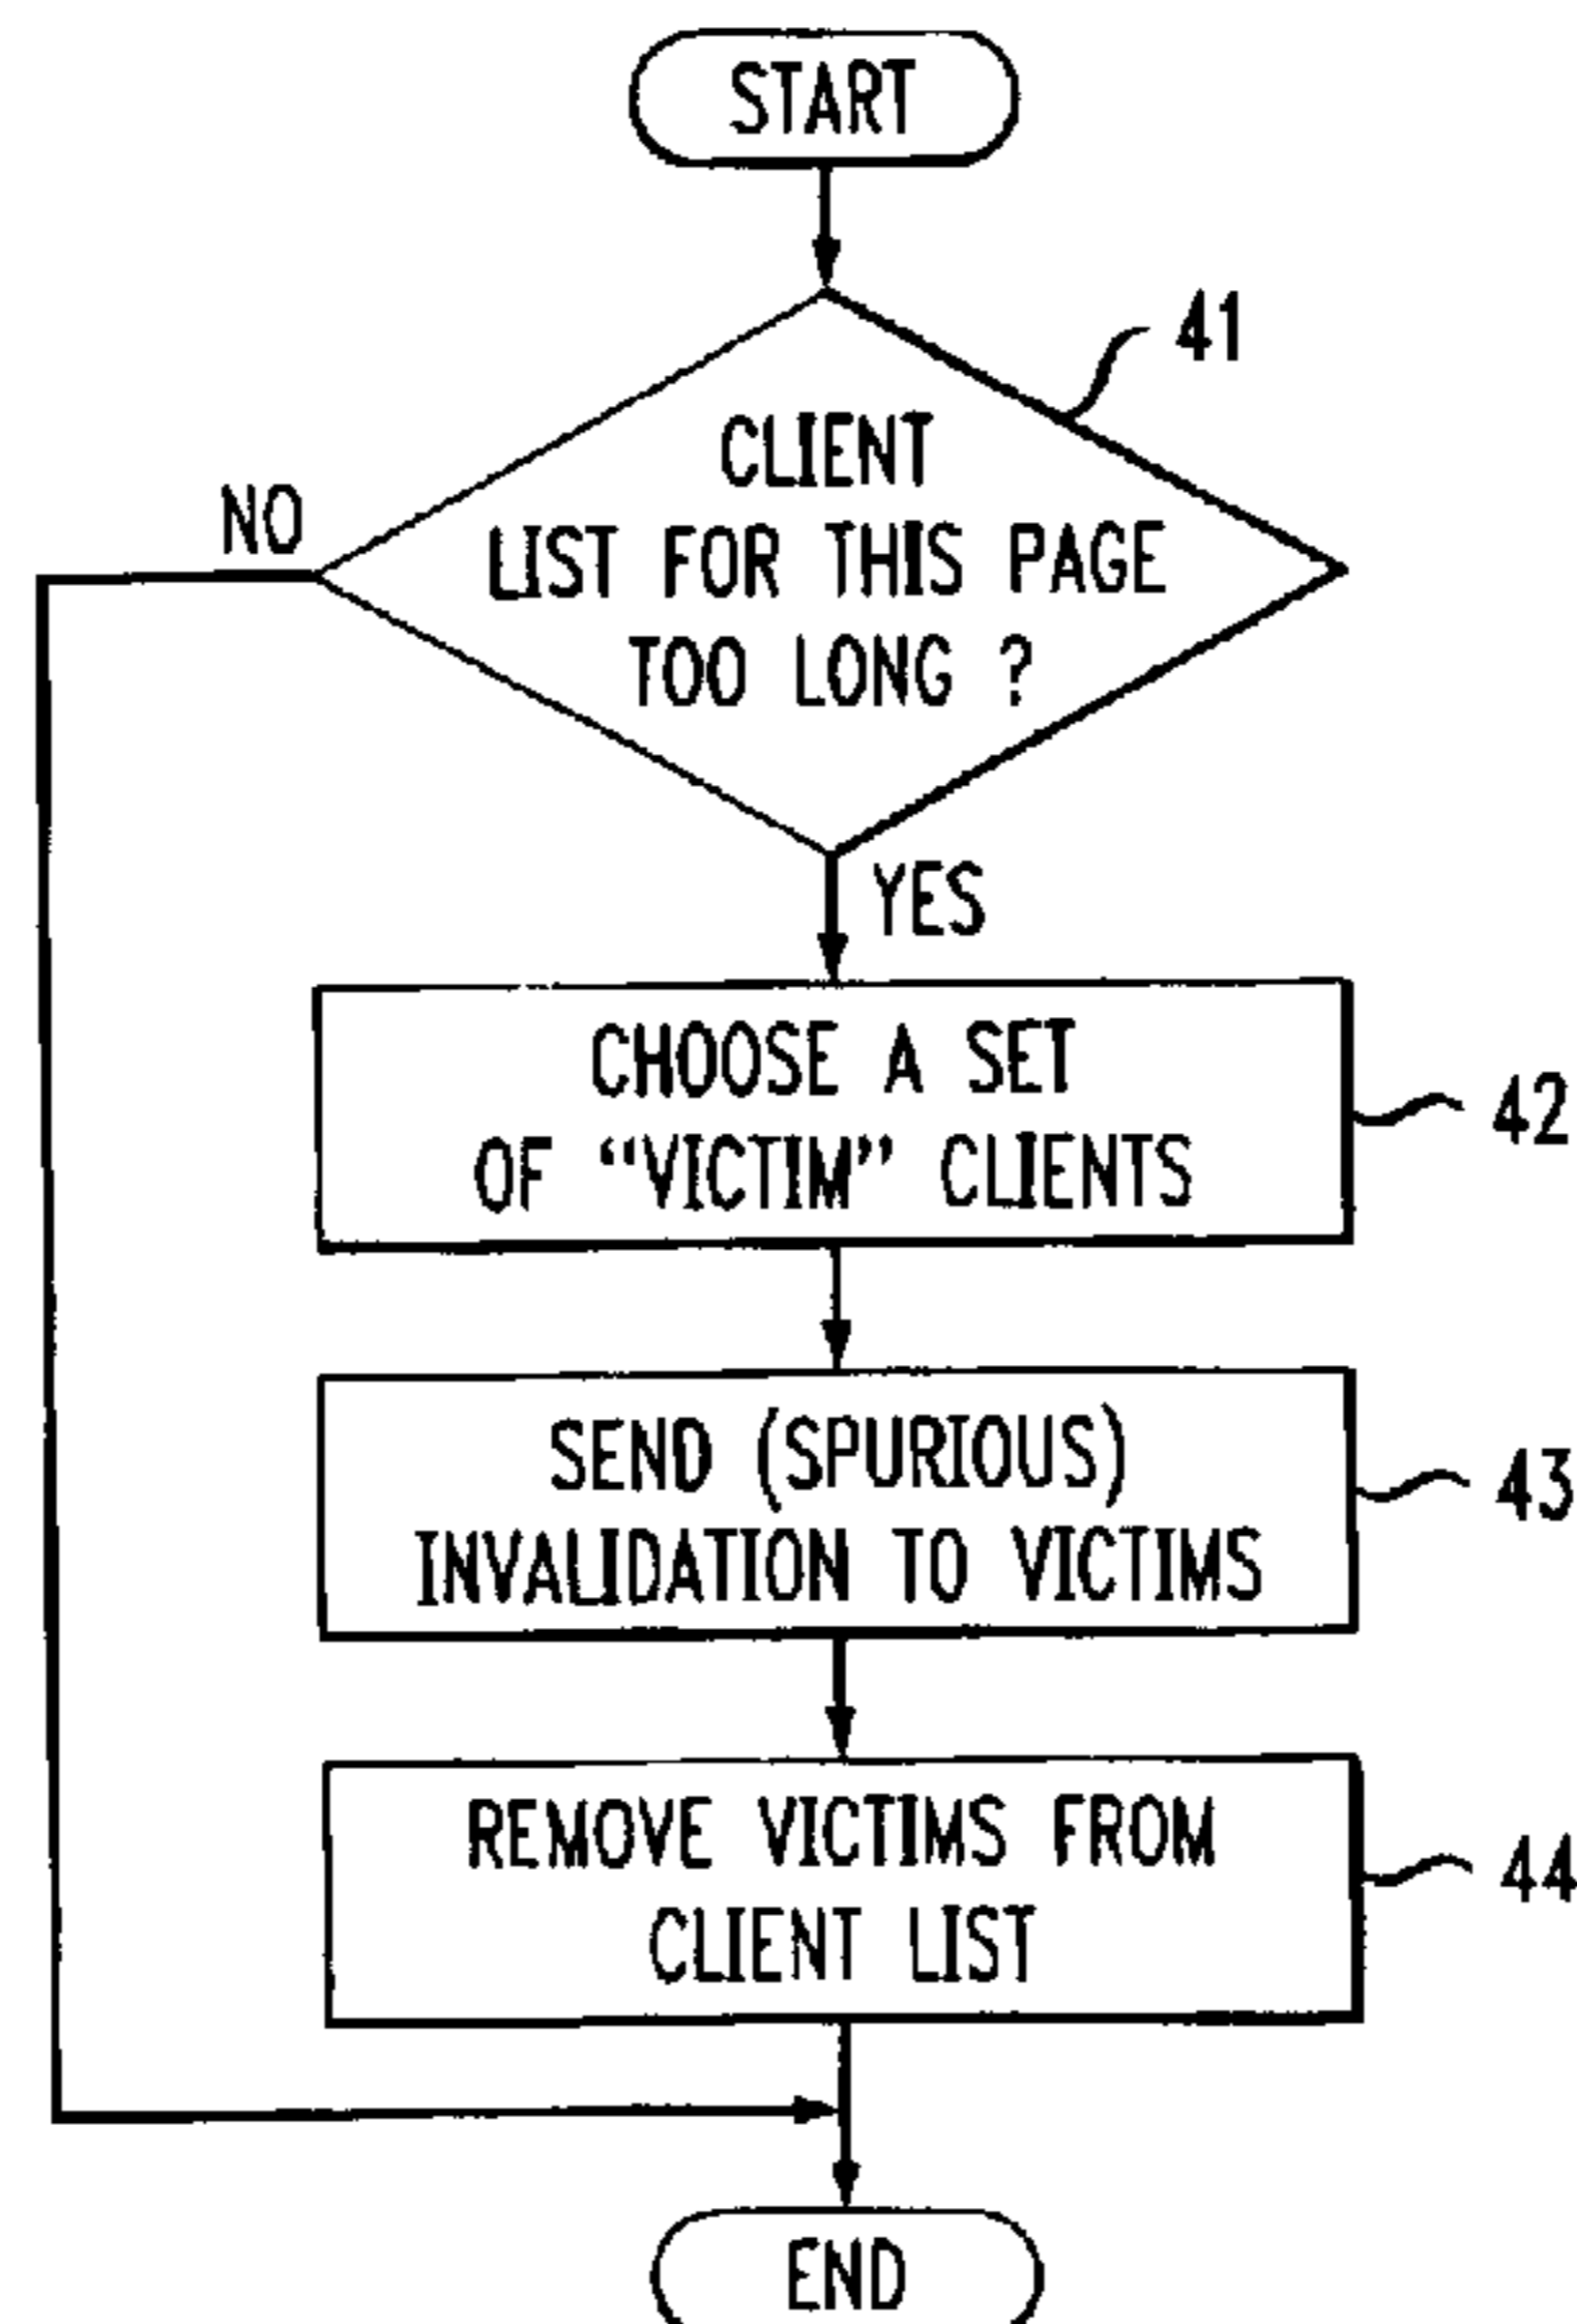 START
41
CLIENT
LIST FOR THIS PAGE
TOO LONG ?
NO
YES
CHOOSE A SET
OF “VICTIM” CLIENTS
42
SEND (SPURIOUS)
INVALIDATION TO VICTIMS
43
REMOVE VICTIMS FROM
CLIENT LIST
44
END